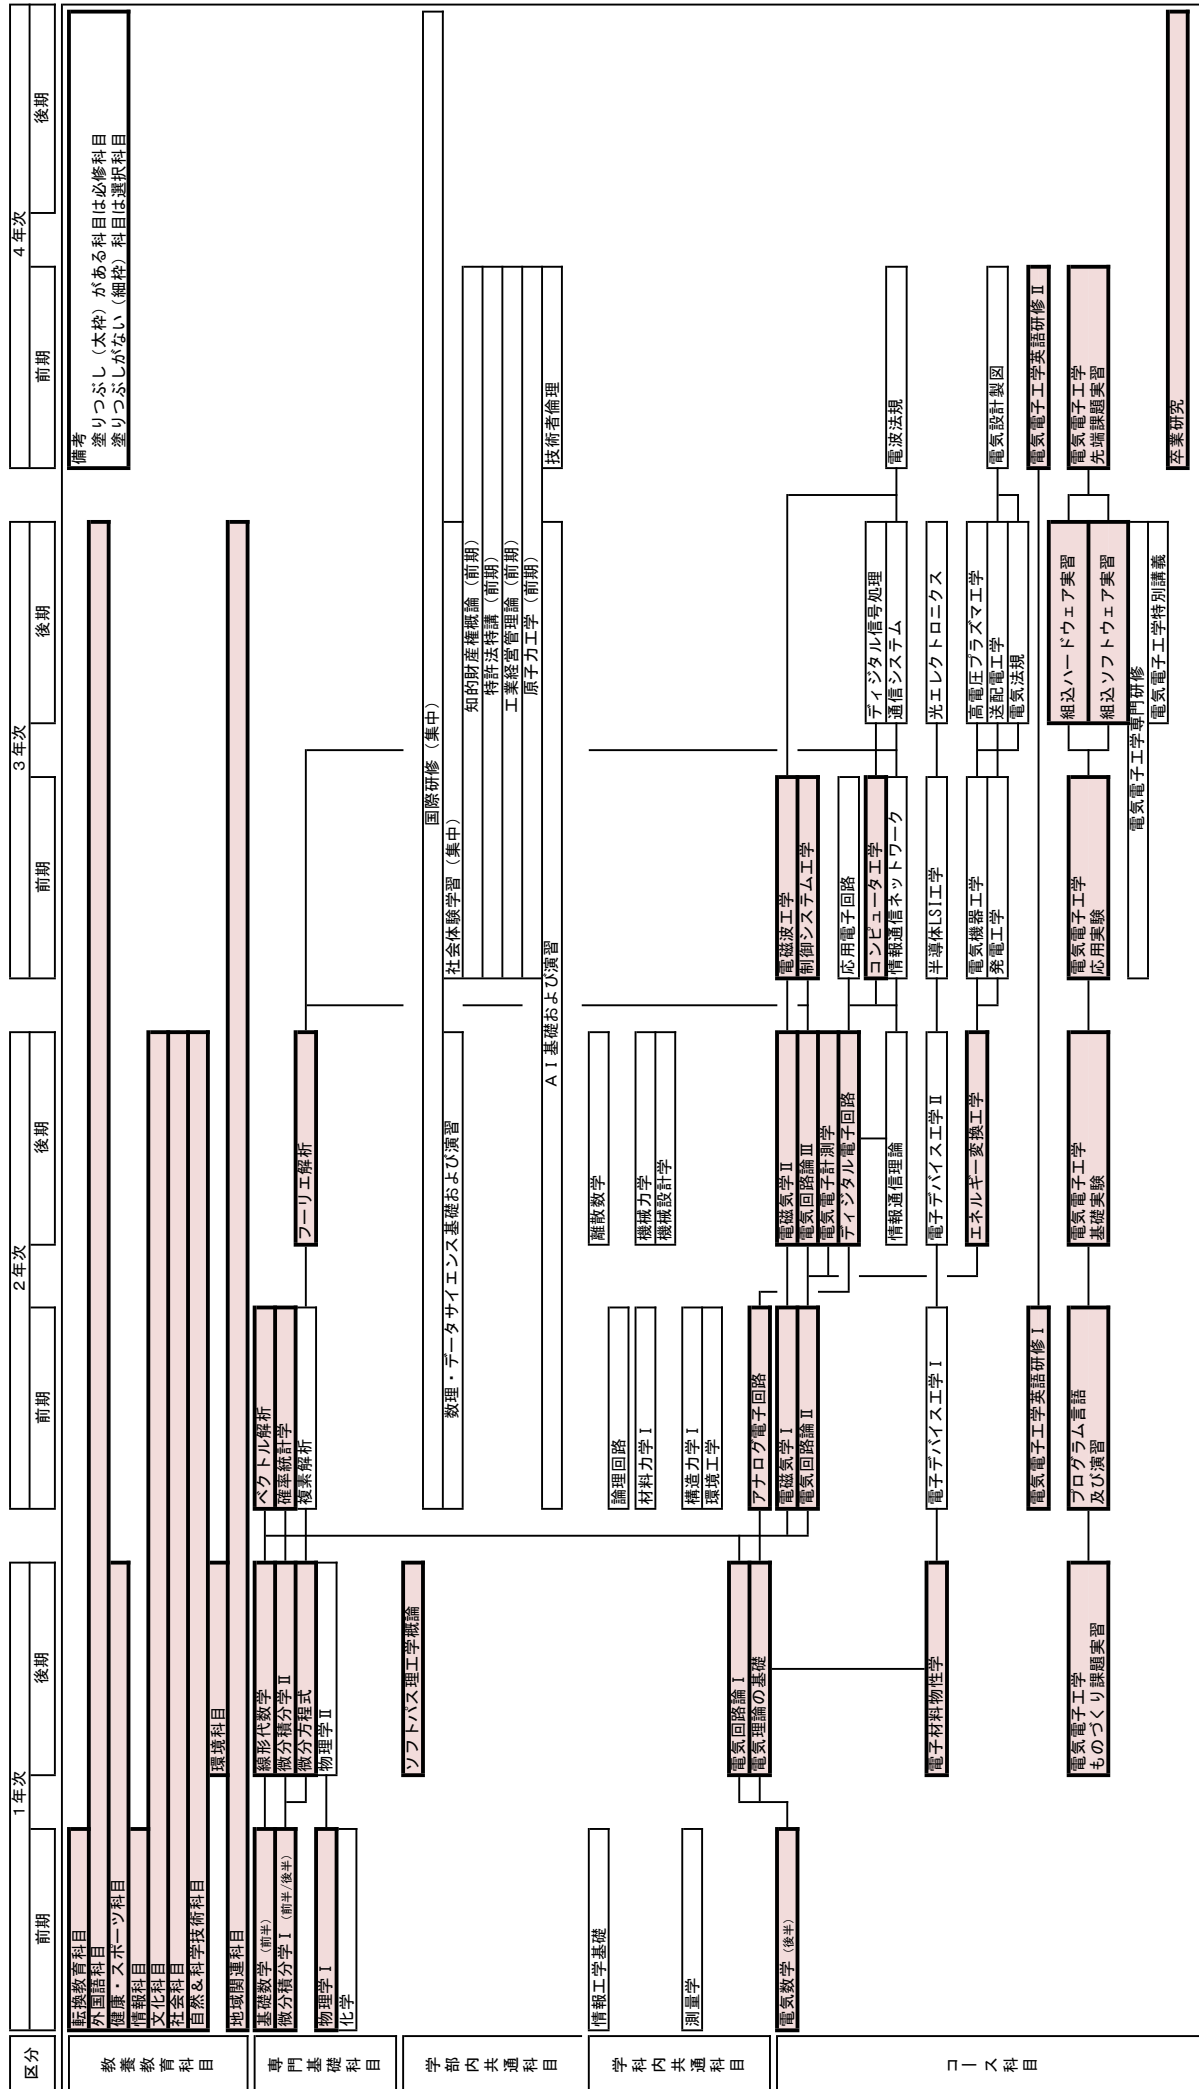 区分
1年次
2年次
3年次
4年次
前期
後期
前期
後期
前期
後期
前期
後期
備考
塗りつぶし（太枠）がある科目は必修科目
塗りつぶしがない（細枠）科目は選択科目
教養教育科目
転換教育科目
外国語科目
健康・スポーツ科目
情報科目
文化科目
社会科目
自然&科学技術科目
環境科目
地域関連科目
専門基礎科目
基礎数学（前半）
線形代数学
ベクトル解析
微分積分学Ⅰ（前半/後半）
微分積分学Ⅱ
確率統計学
微分方程式
複素解析
フーリエ解析
物理学Ⅰ
物理学Ⅱ
化学
学部内共通科目
ソフトパス理工学概論
国際研修（集中）
数理・データサイエンス基礎および演習
社会体験学習（集中）
知的財産権概論（前期）
特許法特講（前期）
工業経営管理論（前期）
原子力工学（前期）
ＡＩ基礎および演習
技術者倫理
学科内共通科目
情報工学基礎
離散数学
論理回路
材料力学Ⅰ
機械力学
機械設計学
測量学
構造力学Ⅰ
環境工学
コース科目
電気回路論Ⅰ
電気理論の基礎
アナログ電子回路
電気数学（後半）
電磁気学Ⅰ
電磁気学Ⅱ
電磁波工学
電気回路論Ⅱ
電気回路論Ⅲ
制御システム工学
電気電子計測学
ディジタル電子回路
応用電子回路
コンピュータ工学
ディジタル信号処理
情報通信理論
情報通信ネットワーク
通信システム
電波法規
電子材料物性学
電子デバイス工学Ⅰ
電子デバイス工学Ⅱ
半導体LSI工学
光エレクトロニクス
エネルギー変換工学
電気機器工学
高電圧プラズマ工学
発電工学
送配電工学
電気設計製図
電気法規
電気電子工学英語研修Ⅰ
電気電子工学英語研修Ⅱ
電気電子工学
ものづくり課題実習
プログラム言語
及び演習
電気電子工学
基礎実験
電気電子工学
応用実験
組込ハードウェア実習
組込ソフトウェア実習
電気電子工学
先端課題実習
電気電子工学専門研修
電気電子工学特別講義
卒業研究